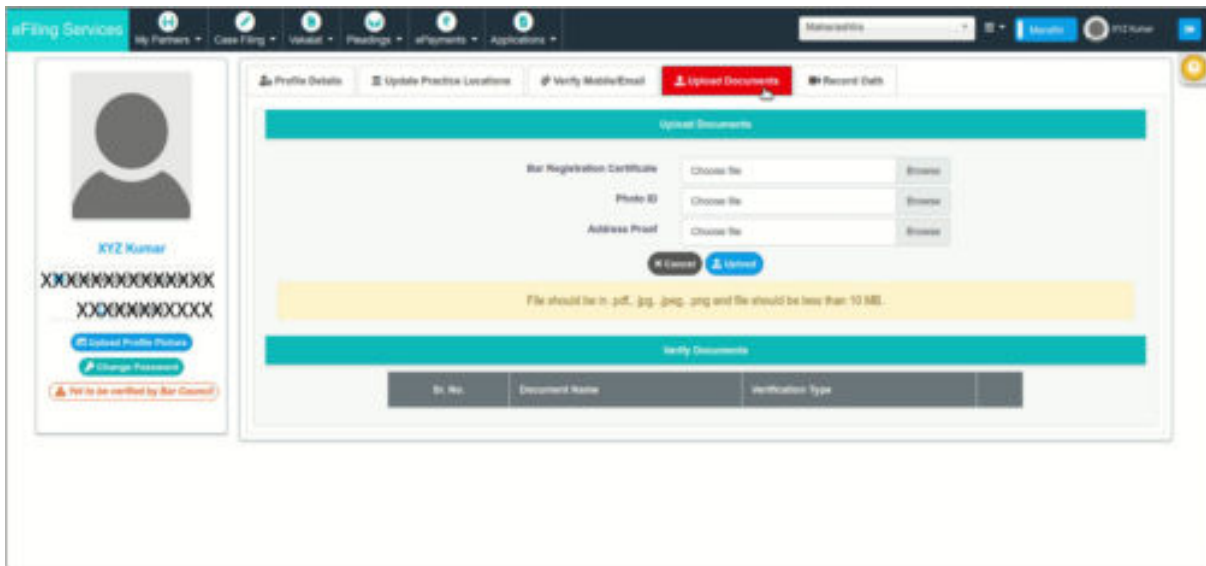 eFiling Services My Partners Case Filing Vakalat Pleadings ePayments Applications Maharashtra Marathi XYZ Kumar
Profile Details Update Practice Locations Verify Mobile/Email Upload Documents Record Oath
Upload Documents
Bar Registration Certificate Choose file Browse
Photo ID Choose file Browse
Address Proof Choose file Browse
XYZ Kumar
Cancel Upload
XXXXXXXXXXXXXXX
File should be in .pdf, .jpg, .jpeg, .png and file should be less than 10 MB.
XXXXXXXXXXX
Upload Profile Picture
Verify Documents
Change Password
Yet to be verified by Bar Council
Sr. No. Document Name Verification Type